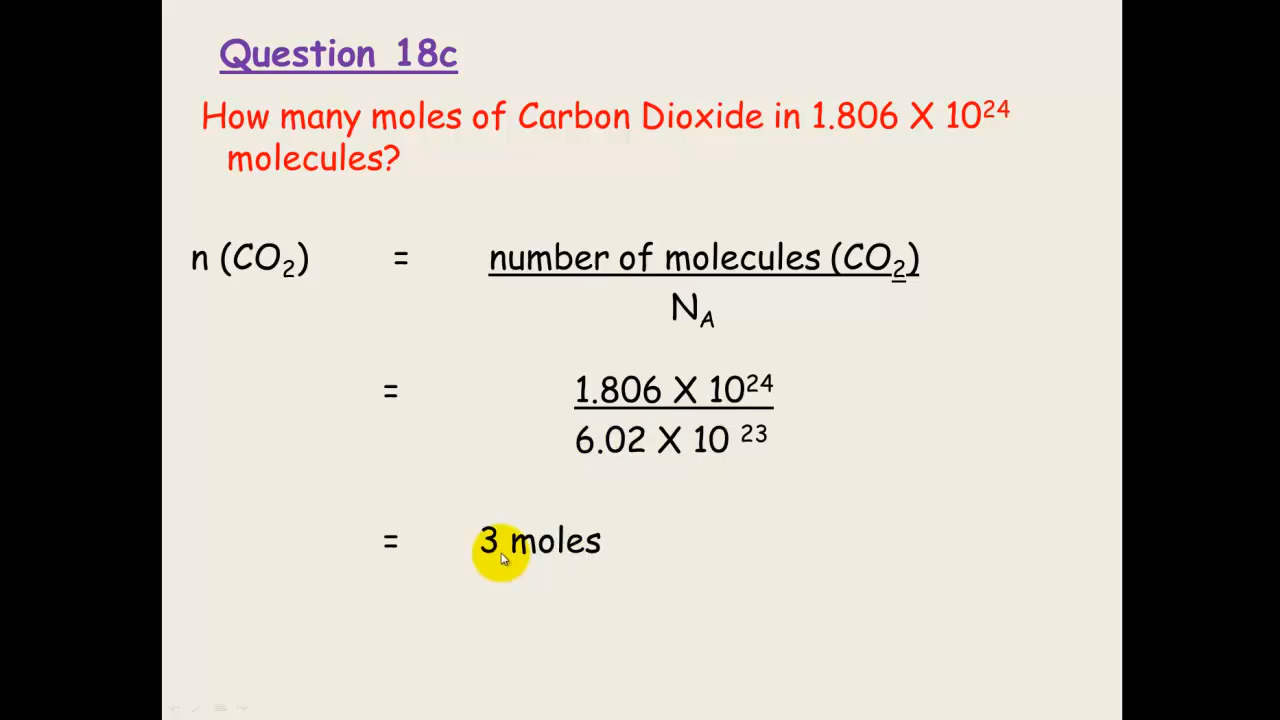 Question 18c
How many moles of Carbon Dioxide in 1.806 X 10²⁴
molecules?
n (CO₂) = number of molecules (CO₂)
N_A
= 1.806 X 10²⁴
6.02 X 10 ²³
= 3 moles